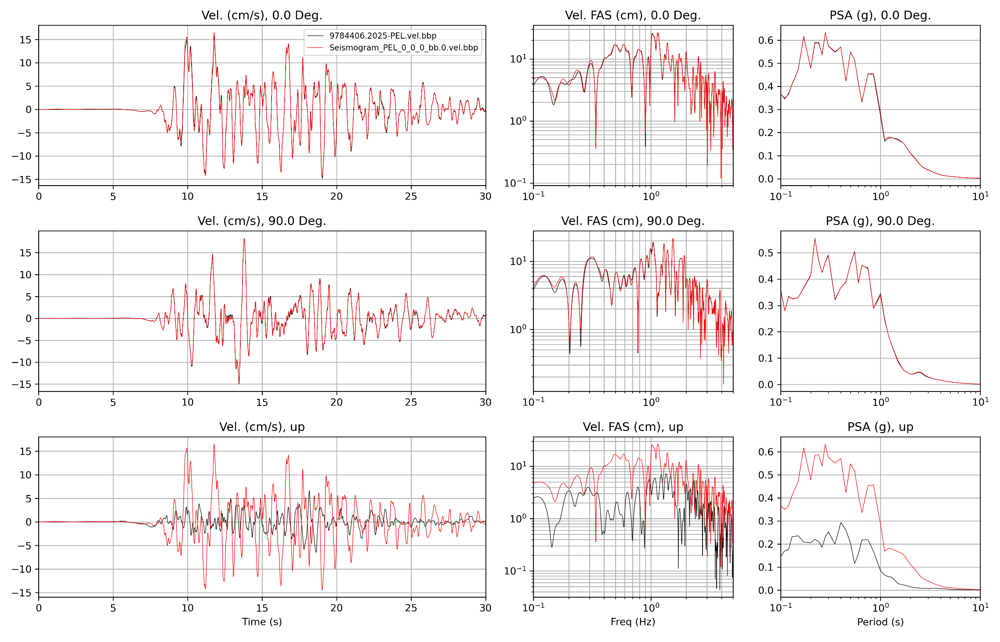 Vel. (cm/s), 0.0 Deg.
Vel. FAS (cm), 0.0 Deg.
PSA (g), 0.0 Deg.
9784406.2025-PEL.vel.bbp
Seismogram_PEL_0_0_0_bb.0.vel.bbp
15
10
5
0
−5
−10
−15
0 5 10 15 20 25 30
10¹
10⁰
10⁻¹
10⁻¹ 10⁰
0.6
0.5
0.4
0.3
0.2
0.1
0.0
10⁻¹ 10⁰ 10¹
Vel. (cm/s), 90.0 Deg.
Vel. FAS (cm), 90.0 Deg.
PSA (g), 90.0 Deg.
15
10
5
0
−5
−10
−15
0 5 10 15 20 25 30
10¹
10⁰
10⁻¹ 10⁰
0.5
0.4
0.3
0.2
0.1
0.0
10⁻¹ 10⁰ 10¹
Vel. (cm/s), up
Vel. FAS (cm), up
PSA (g), up
15
10
5
0
−5
−10
−15
0 5 10 15 20 25 30
Time (s)
10¹
10⁰
10⁻¹
10⁻¹ 10⁰
Freq (Hz)
0.6
0.5
0.4
0.3
0.2
0.1
0.0
10⁻¹ 10⁰ 10¹
Period (s)